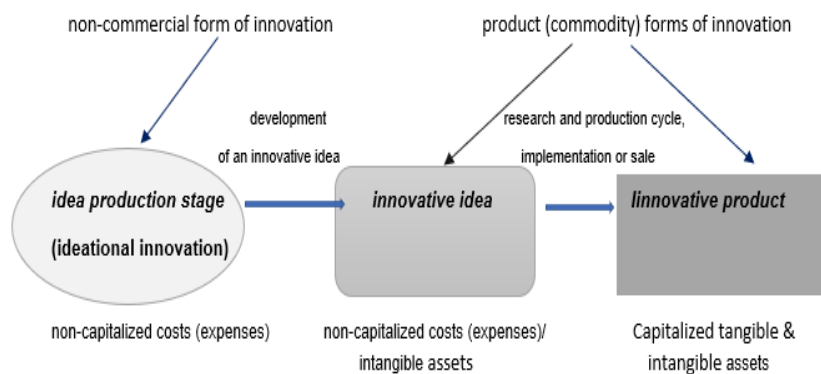 non-commercial form of innovation
product (commodity) forms of innovation
development
of an innovative idea
research and production cycle,
implementation or sale
idea production stage
(ideational innovation)
innovative idea
Iinnovative product
non-capitalized costs (expenses)
non-capitalized costs (expenses)/
intangible assets
Capitalized tangible &
intangible assets